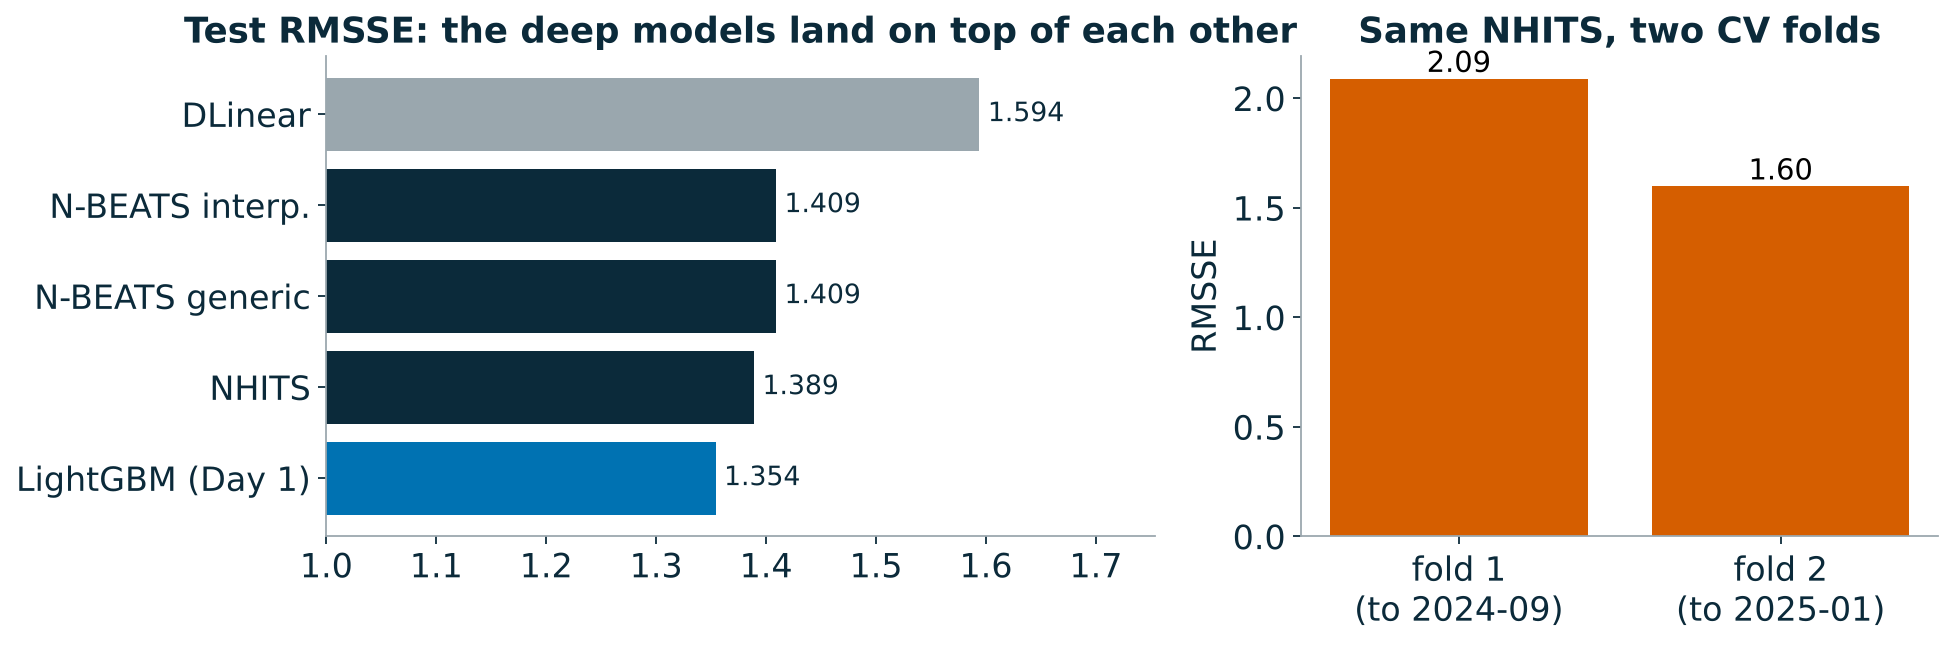 Test RMSSE: the deep models land on top of each other
DLinear
1.594
N-BEATS interp.
1.409
N-BEATS generic
1.409
NHITS
1.389
LightGBM (Day 1)
1.354
1.0 1.1 1.2 1.3 1.4 1.5 1.6 1.7
Same NHITS, two CV folds
RMSSE
2.0
1.5
1.0
0.5
0.0
2.09
1.60
fold 1
(to 2024-09)
fold 2
(to 2025-01)